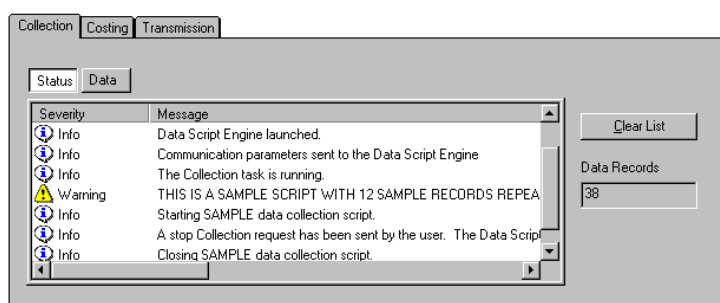 Collection Costing Transmission
Status Data
Severity Message
Info Data Script Engine launched.
Info Communication parameters sent to the Data Script Engine
Info The Collection task is running.
Warning THIS IS A SAMPLE SCRIPT WITH 12 SAMPLE RECORDS REPEA
Info Starting SAMPLE data collection script.
Info A stop Collection request has been sent by the user. The Data Script
Info Closing SAMPLE data collection script.
Clear List
Data Records
38